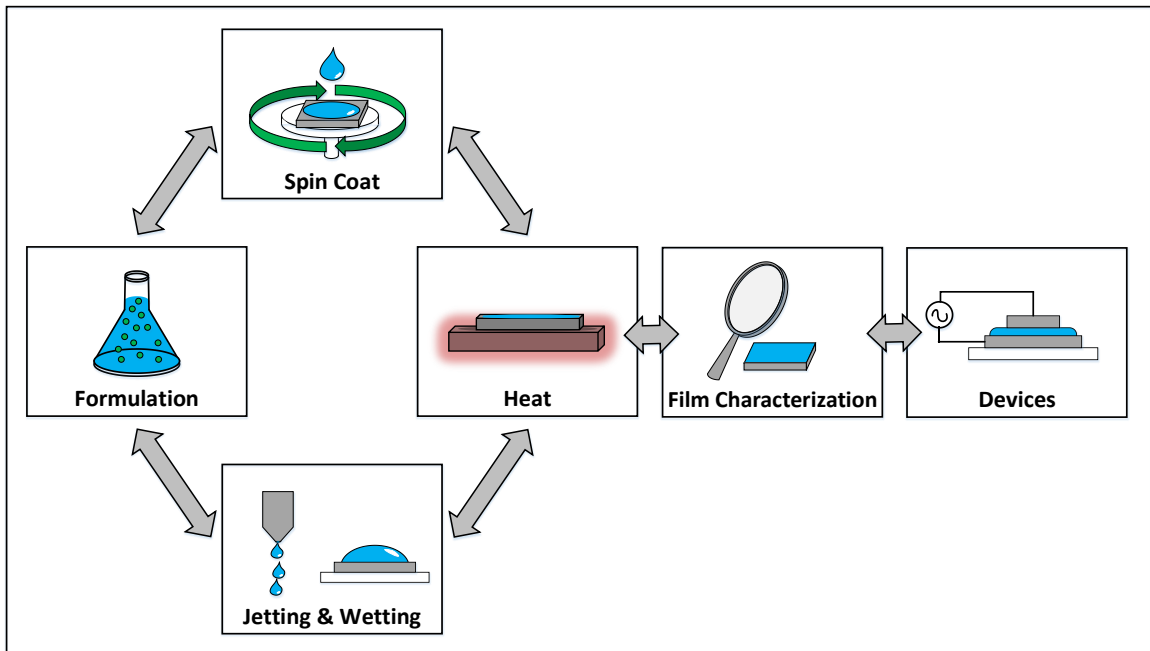 Spin Coat
Formulation
Heat
Film Characterization
Devices
Jetting & Wetting